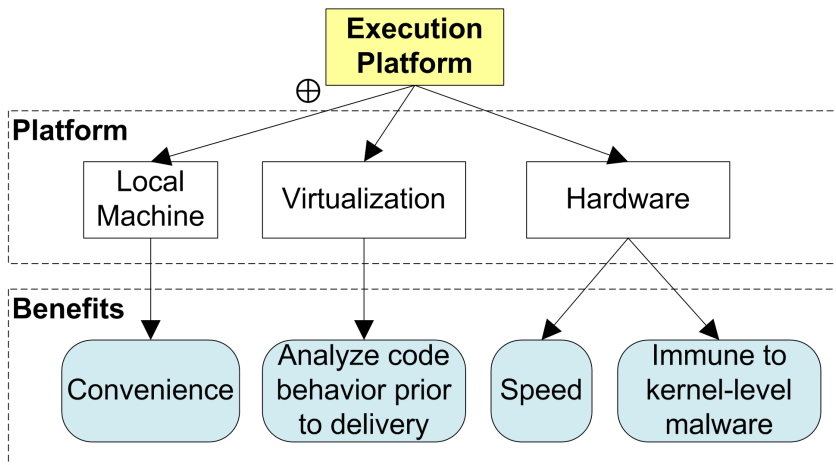 Execution
Platform
Platform
Local
Machine
Virtualization
Hardware
Benefits
Convenience
Analyze code
behavior prior
to delivery
Speed
Immune to
kernel-level
malware